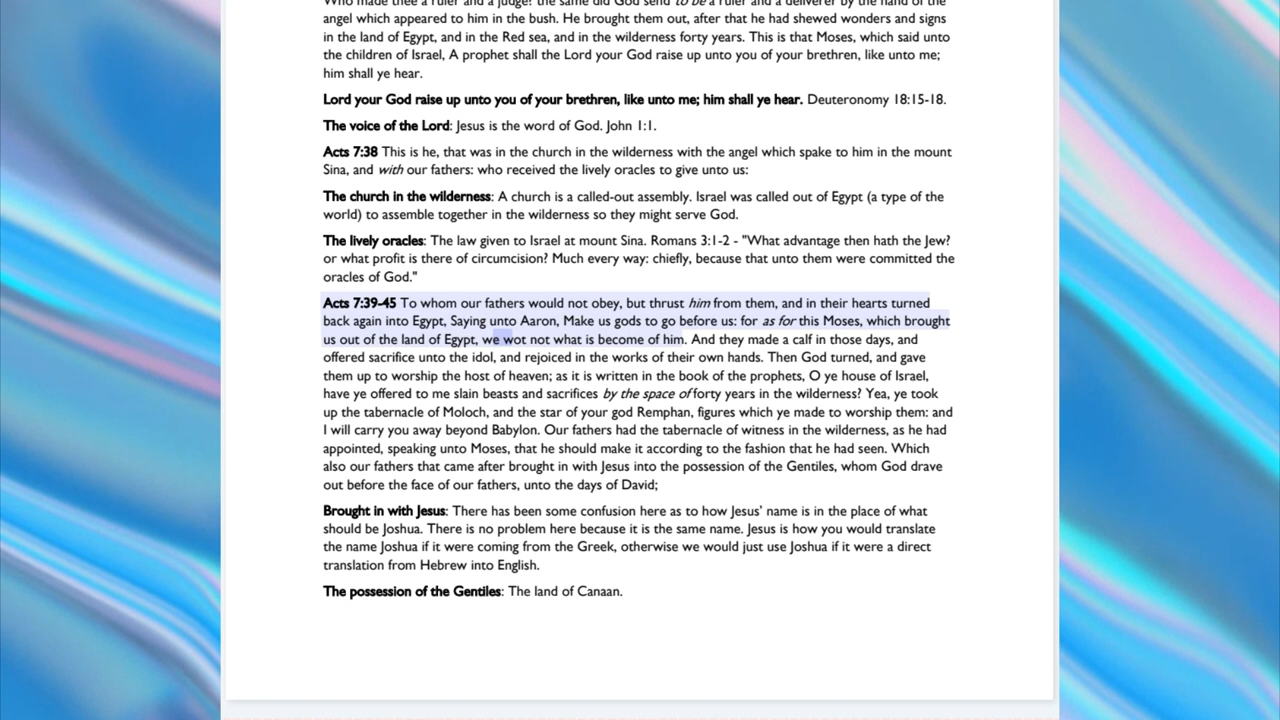 Who made thee a ruler and a judge? the same did God send to be a ruler and a deliverer by the hand of the
angel which appeared to him in the bush. He brought them out, after that he had shewed wonders and signs
in the land of Egypt, and in the Red sea, and in the wilderness forty years. This is that Moses, which said unto
the children of Israel, A prophet shall the Lord your God raise up unto you of your brethren, like unto me;
him shall ye hear.
Lord your God raise up unto you of your brethren, like unto me; him shall ye hear. Deuteronomy 18:15-18.
The voice of the Lord: Jesus is the word of God. John 1:1.
Acts 7:38 This is he, that was in the church in the wilderness with the angel which spake to him in the mount
Sina, and with our fathers: who received the lively oracles to give unto us:
The church in the wilderness: A church is a called-out assembly. Israel was called out of Egypt (a type of the
world) to assemble together in the wilderness so they might serve God.
The lively oracles: The law given to Israel at mount Sina. Romans 3:1-2 - "What advantage then hath the Jew?
or what profit is there of circumcision? Much every way: chiefly, because that unto them were committed the
oracles of God."
Acts 7:39-45 To whom our fathers would not obey, but thrust him from them, and in their hearts turned
back again into Egypt, Saying unto Aaron, Make us gods to go before us: for as for this Moses, which brought
us out of the land of Egypt, we wot not what is become of him. And they made a calf in those days, and
offered sacrifice unto the idol, and rejoiced in the works of their own hands. Then God turned, and gave
them up to worship the host of heaven; as it is written in the book of the prophets, O ye house of Israel,
have ye offered to me slain beasts and sacrifices by the space of forty years in the wilderness? Yea, ye took
up the tabernacle of Moloch, and the star of your god Remphan, figures which ye made to worship them: and
I will carry you away beyond Babylon. Our fathers had the tabernacle of witness in the wilderness, as he had
appointed, speaking unto Moses, that he should make it according to the fashion that he had seen. Which
also our fathers that came after brought in with Jesus into the possession of the Gentiles, whom God drave
out before the face of our fathers, unto the days of David;
Brought in with Jesus: There has been some confusion here as to how Jesus' name is in the place of what
should be Joshua. There is no problem here because it is the same name. Jesus is how you would translate
the name Joshua if it were coming from the Greek, otherwise we would just use Joshua if it were a direct
translation from Hebrew into English.
The possession of the Gentiles: The land of Canaan.